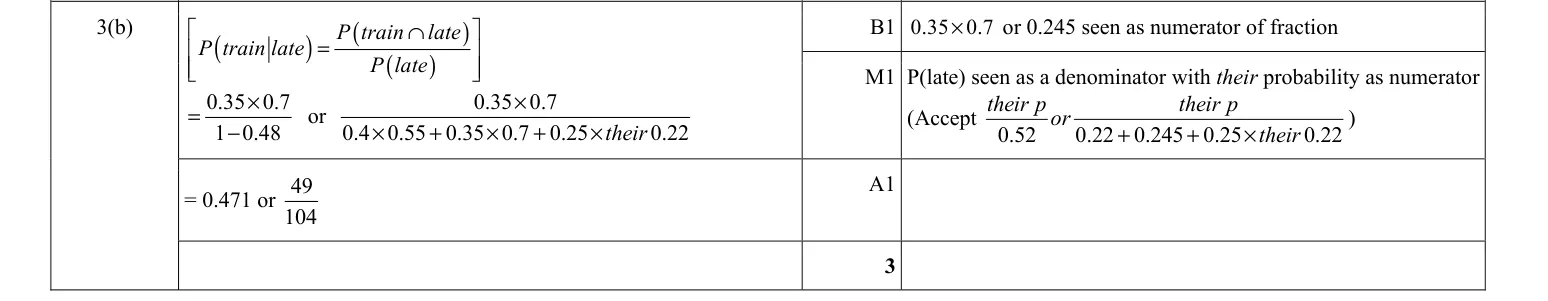 3(b)
[P(train|late) = P(train ∩ late) / P(late)]
= 0.35×0.7 / 1−0.48 or 0.35×0.7 / 0.4×0.55+0.35×0.7+0.25×their 0.22
B1 0.35×0.7 or 0.245 seen as numerator of fraction
M1 P(late) seen as a denominator with their probability as numerator
(Accept their p / 0.52 or their p / 0.22+0.245+0.25×their 0.22 )
= 0.471 or 49/104
A1
3